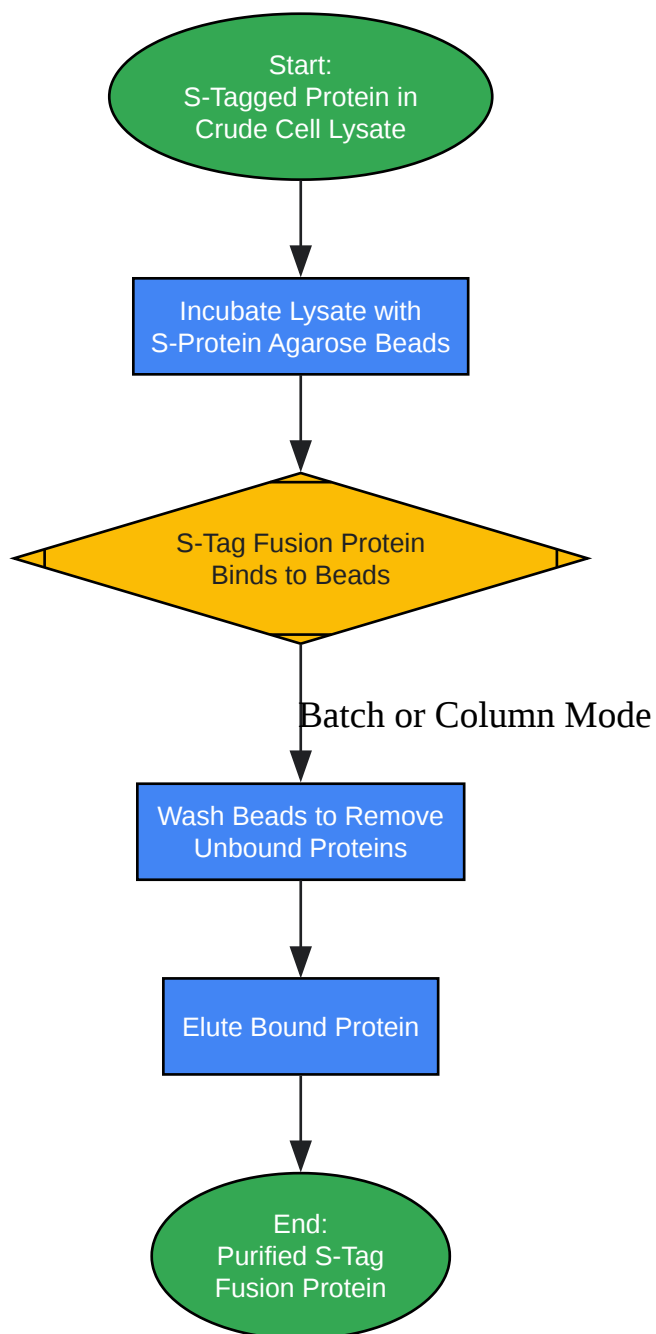 Start:
S-Tagged Protein in
Crude Cell Lysate
Incubate Lysate with
S-Protein Agarose Beads
S-Tag Fusion Protein
Binds to Beads
Batch or Column Mode
Wash Beads to Remove
Unbound Proteins
Elute Bound Protein
End:
Purified S-Tag
Fusion Protein